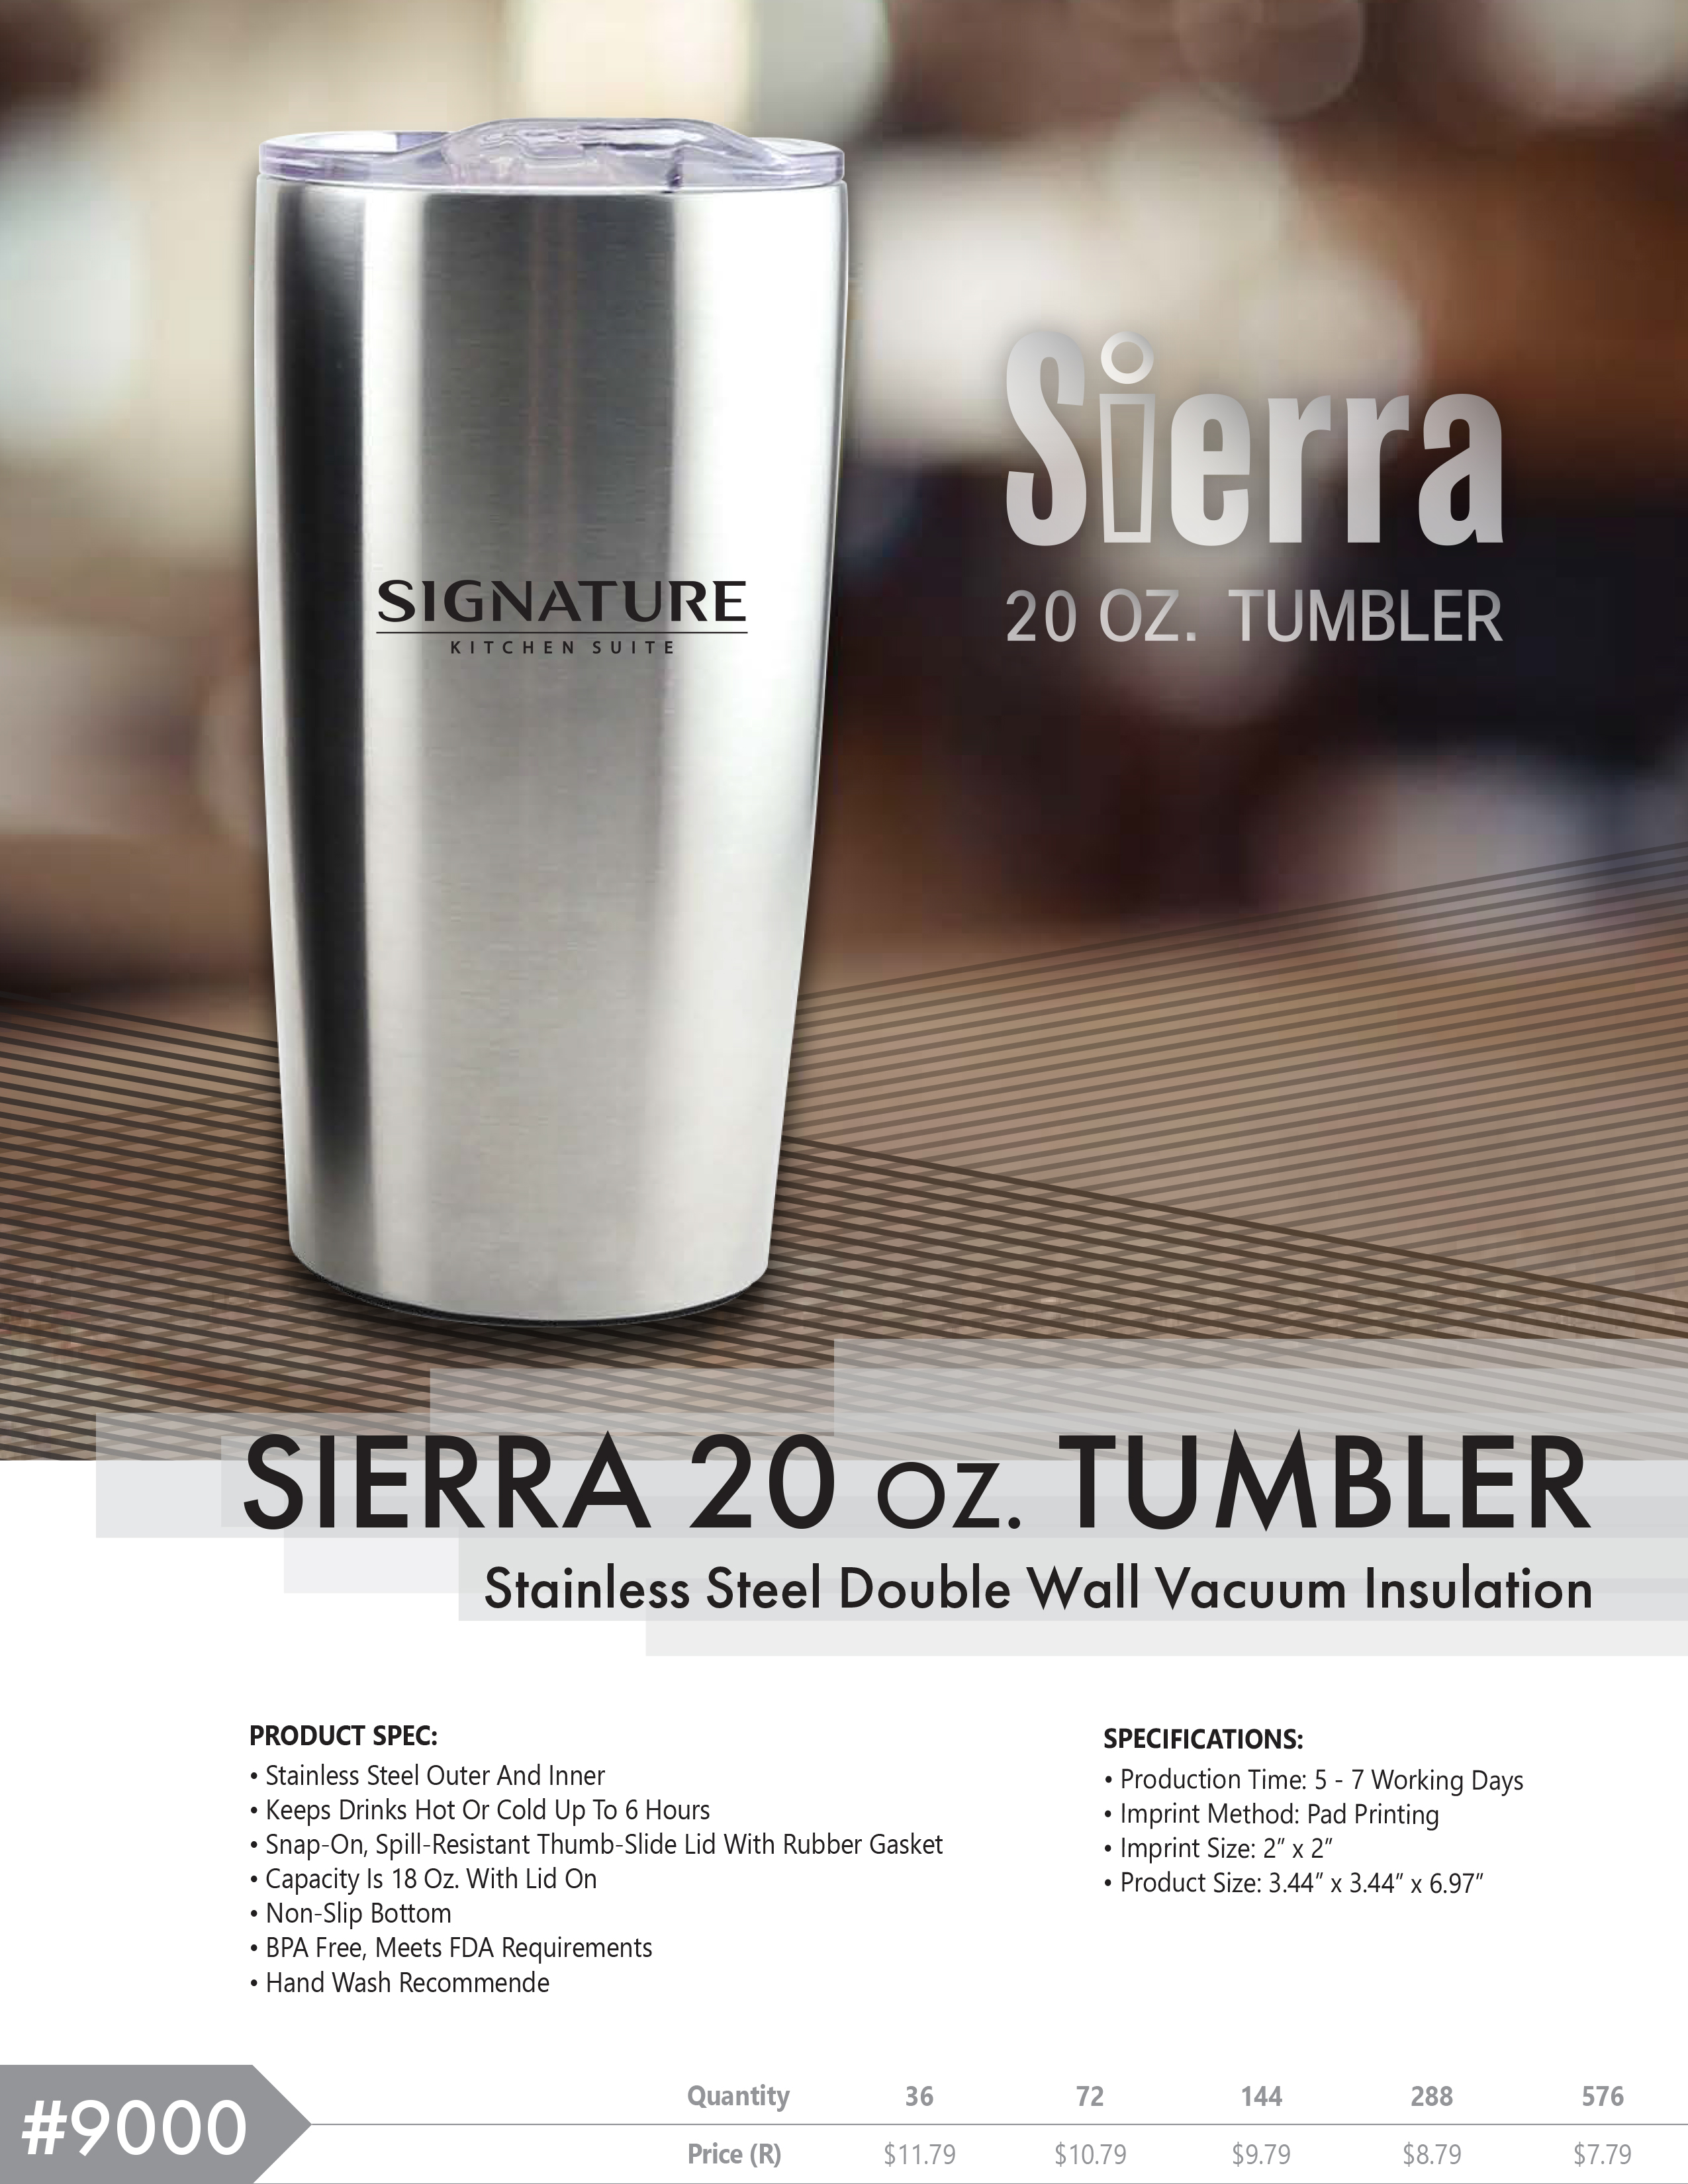 SIGNATURE
KITCHEN SUITE
Sierra
20 OZ. TUMBLER
SIERRA 20 OZ. TUMBLER
Stainless Steel Double Wall Vacuum Insulation
PRODUCT SPEC:
• Stainless Steel Outer And Inner
• Keeps Drinks Hot Or Cold Up To 6 Hours
• Snap-On, Spill-Resistant Thumb-Slide Lid With Rubber Gasket
• Capacity Is 18 Oz. With Lid On
• Non-Slip Bottom
• BPA Free, Meets FDA Requirements
• Hand Wash Recommende
SPECIFICATIONS:
• Production Time: 5 - 7 Working Days
• Imprint Method: Pad Printing
• Imprint Size: 2” x 2”
• Product Size: 3.44” x 3.44” x 6.97”
#9000
Quantity 36 72 144 288 576
Price (R) $11.79 $10.79 $9.79 $8.79 $7.79